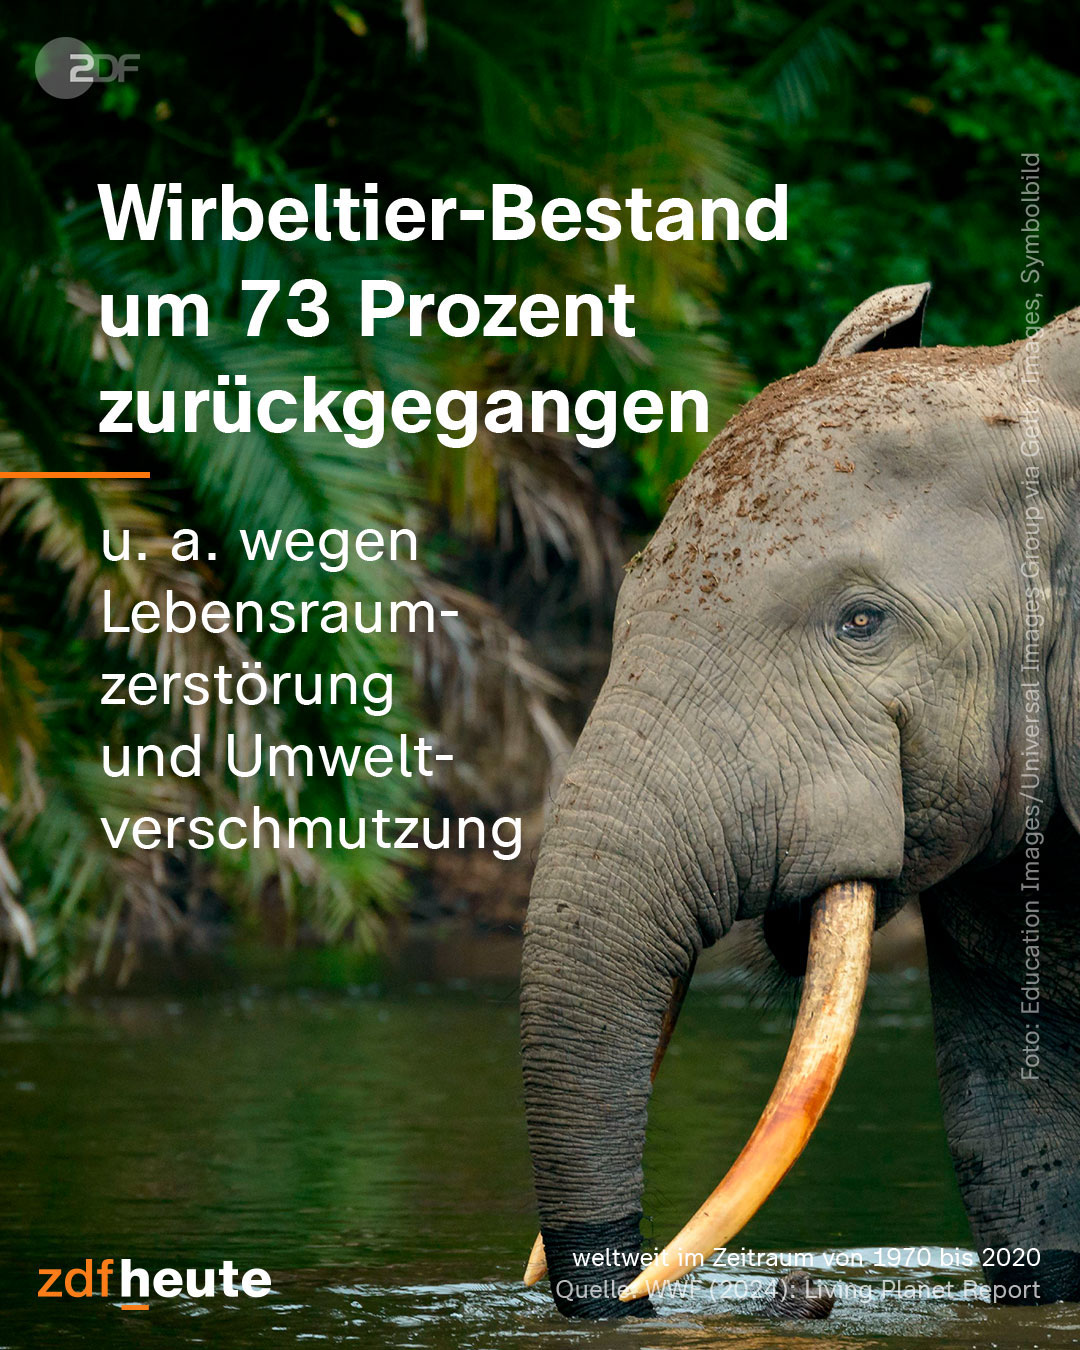 ZDF
Wirbeltier-Bestand
um 73 Prozent
zurückgegangen
u. a. wegen
Lebensraum-
zerstörung
und Umwelt-
verschmutzung
Foto: Education Images/Universal Images Group via Getty Images, Symbolbild
zdfheute
weltweit im Zeitraum von 1970 bis 2020
Quelle: WWF (2024): Living Planet Report